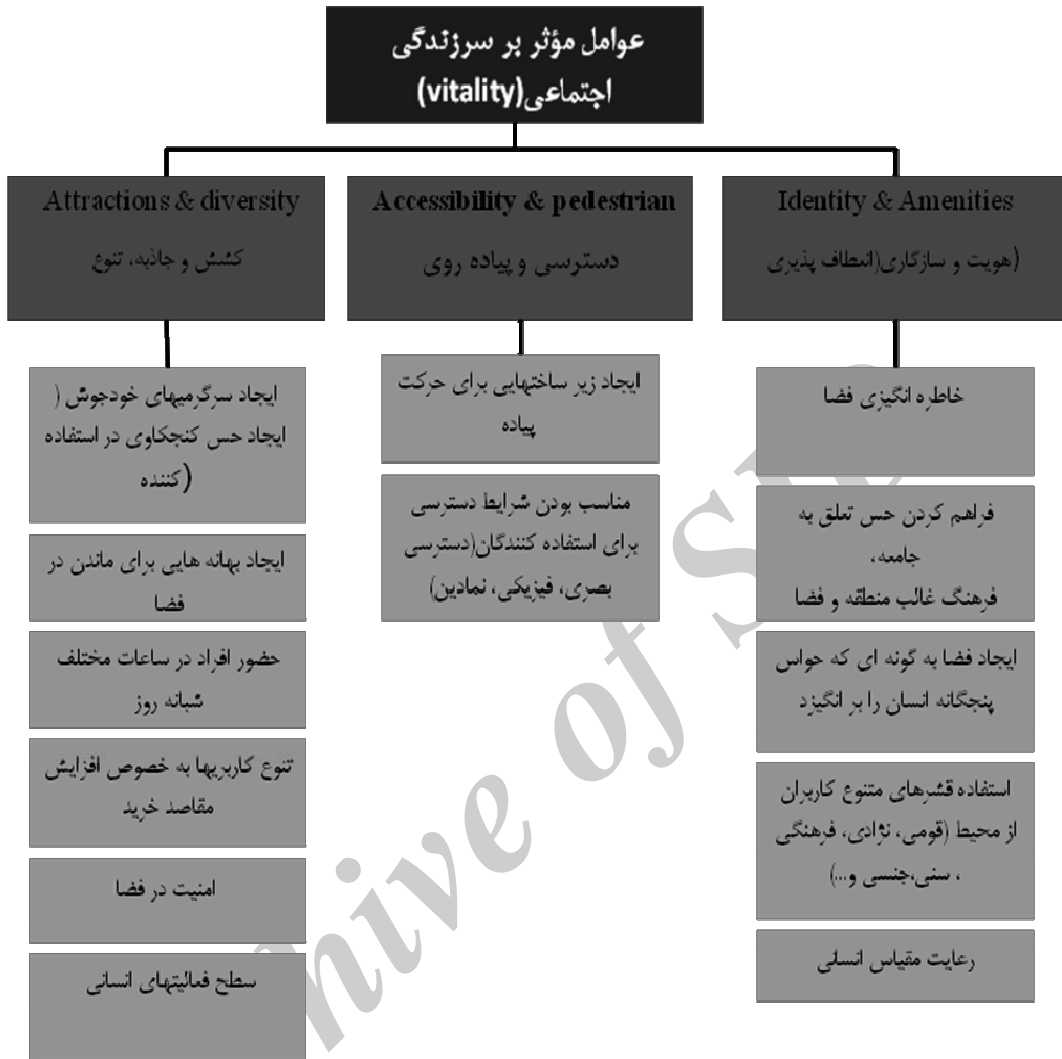 عوامل مؤثر بر سرزندگی
اجتماعی(vitality)
Attractions & diversity
کشش و جاذبه، تنوع
Accessibility & pedestrian
دسترسی و پیاده روی
Identity & Amenities
هویت و سازگاری(انعطاف پذیری)
ایجاد سرگرمیهای خودجوش (
ایجاد حس کنجکاوی در استفاده
کننده)
ایجاد بهانه هایی برای ماندن در
فضا
حضور افراد در ساعات مختلف
شبانه روز
تنوع کاربریها به خصوص افزایش
مقاصد خرید
امنیت در فضا
سطح فعالیتهای انسانی
ایجاد زیر ساختهایی برای حرکت
پیاده
مناسب بودن شرایط دسترسی
برای استفاده کنندگان(دسترسی
بصری، فیزیکی، نمادین)
خاطره انگیزی فضا
فراهم کردن حس تعلق به
جامعه،
فرهنگ غالب منطقه و فضا
ایجاد فضا به گونه ای که حواس
پنجگانه انسان را بر انگیزد
استفاده قشرهای متنوع کاربران
از محیط (قومی، نژادی، فرهنگی
، سنی،جنسی و...)
رعایت مقیاس انسانی
hive of S